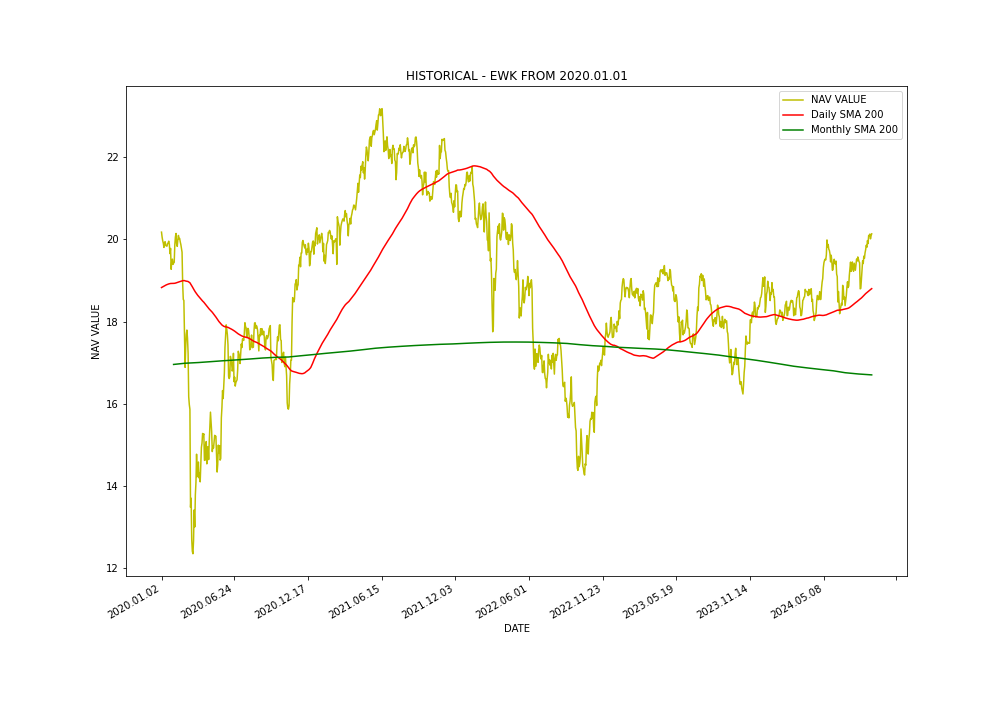 HISTORICAL - EWK FROM 2020.01.01
NAV VALUE
Daily SMA 200
Monthly SMA 200
NAV VALUE
22
20
18
16
14
12
2020.01.02
2020.06.24
2020.12.17
2021.06.15
2021.12.03
2022.06.01
2022.11.23
2023.05.19
2023.11.14
2024.05.08
DATE